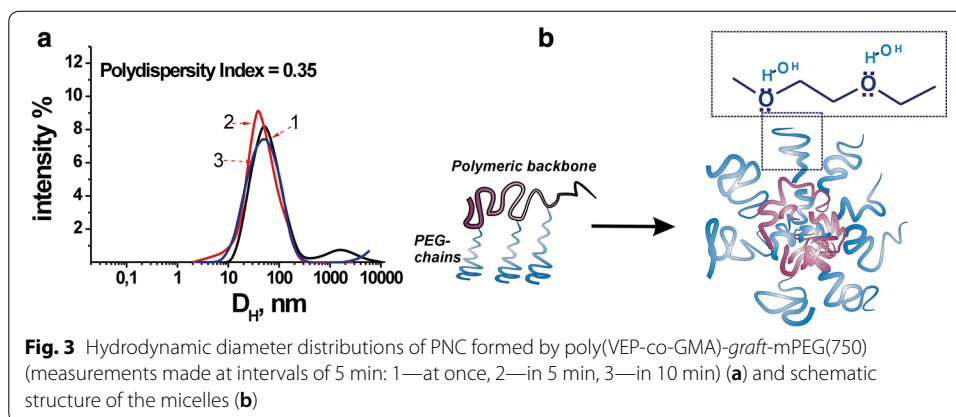 a
Polydispersity Index = 0.35
intensity %
12
10
8
6
4
2
2
1
3
0,1
1
10
100
1000
10000
D_H, nm
b
H-O H
H-O H
O
O
Polymeric backbone
PEG-
chains
Fig. 3 Hydrodynamic diameter distributions of PNC formed by poly(VEP-co-GMA)-graft-mPEG(750)
(measurements made at intervals of 5 min: 1—at once, 2—in 5 min, 3—in 10 min) (a) and schematic
structure of the micelles (b)